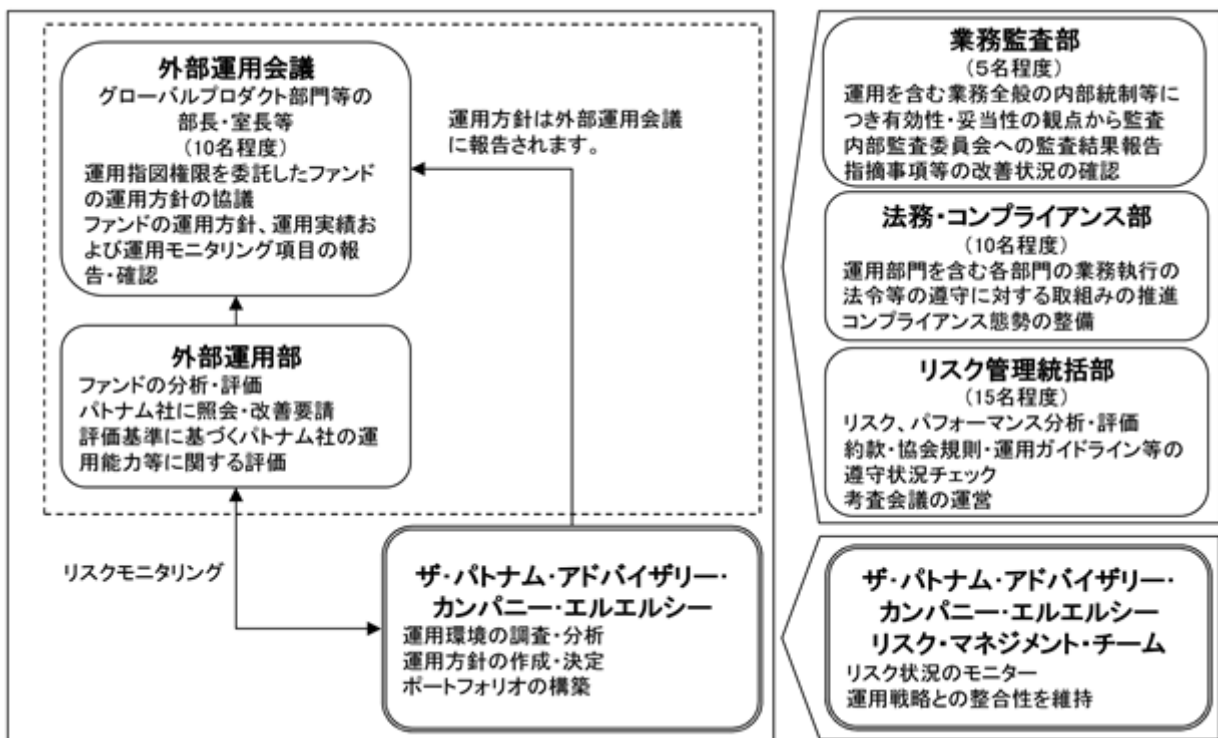 外部運用会議
グローバルプロダクト部門等の
部長・室長等
(10名程度)
運用指図権限を委託したファンド
の運用方針の協議
ファンドの運用方針、運用実績お
よび運用モニタリング項目の報
告・確認
運用方針は外部運用会議
に報告されます。
外部運用部
ファンドの分析・評価
パトナム社に照会・改善要請
評価基準に基づくパトナム社の運
用能力等に関する評価
リスクモニタリング
ザ・パトナム・アドバイザリー・
カンパニー・エルエルシー
運用環境の調査・分析
運用方針の作成・決定
ポートフォリオの構築
業務監査部
(5名程度)
運用を含む業務全般の内部統制等に
つき有効性・妥当性の観点から監査
内部監査委員会への監査結果報告
指摘事項等の改善状況の確認
法務・コンプライアンス部
(10名程度)
運用部門を含む各部門の業務執行の
法令等の遵守に対する取組みの推進
コンプライアンス態勢の整備
リスク管理統括部
(15名程度)
リスク、パフォーマンス分析・評価
約款・協会規則・運用ガイドライン等の
遵守状況チェック
考査会議の運営
ザ・パトナム・アドバイザリー・
カンパニー・エルエルシー
リスク・マネジメント・チーム
リスク状況のモニター
運用戦略との整合性を維持